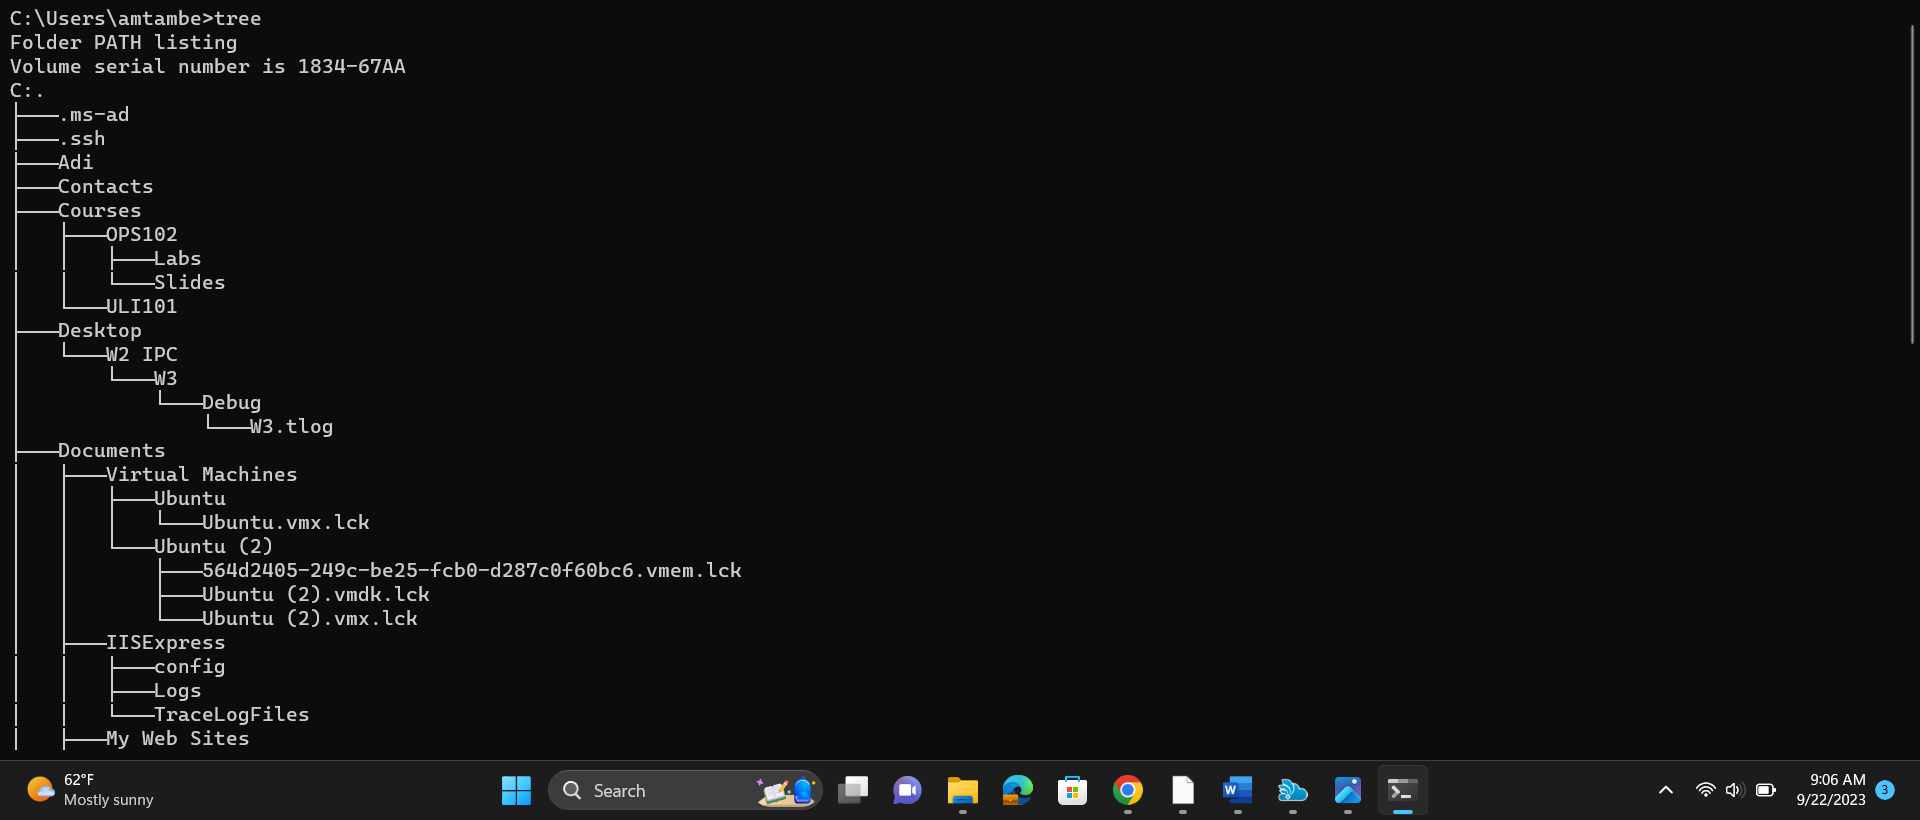 C:\Users\amtambe>tree
Folder PATH listing
Volume serial number is 1834-67AA
C:.
├───.ms-ad
├───.ssh
├───Adi
├───Contacts
├───Courses
│   ├───OPS102
│   │   ├───Labs
│   │   └───Slides
│   └───ULI101
├───Desktop
│   └───W2 IPC
│       └───W3
│           └───Debug
│               └───W3.tlog
├───Documents
│   ├───Virtual Machines
│   │   ├───Ubuntu
│   │   │   └───Ubuntu.vmx.lck
│   │   └───Ubuntu (2)
│   │       ├───564d2405-249c-be25-fcb0-d287c0f60bc6.vmem.lck
│   │       ├───Ubuntu (2).vmdk.lck
│   │       └───Ubuntu (2).vmx.lck
│   ├───IISExpress
│   │   ├───config
│   │   ├───Logs
│   │   └───TraceLogFiles
│   ├───My Web Sites
62°F
Mostly sunny
Search
W
9:06 AM
9/22/2023
3